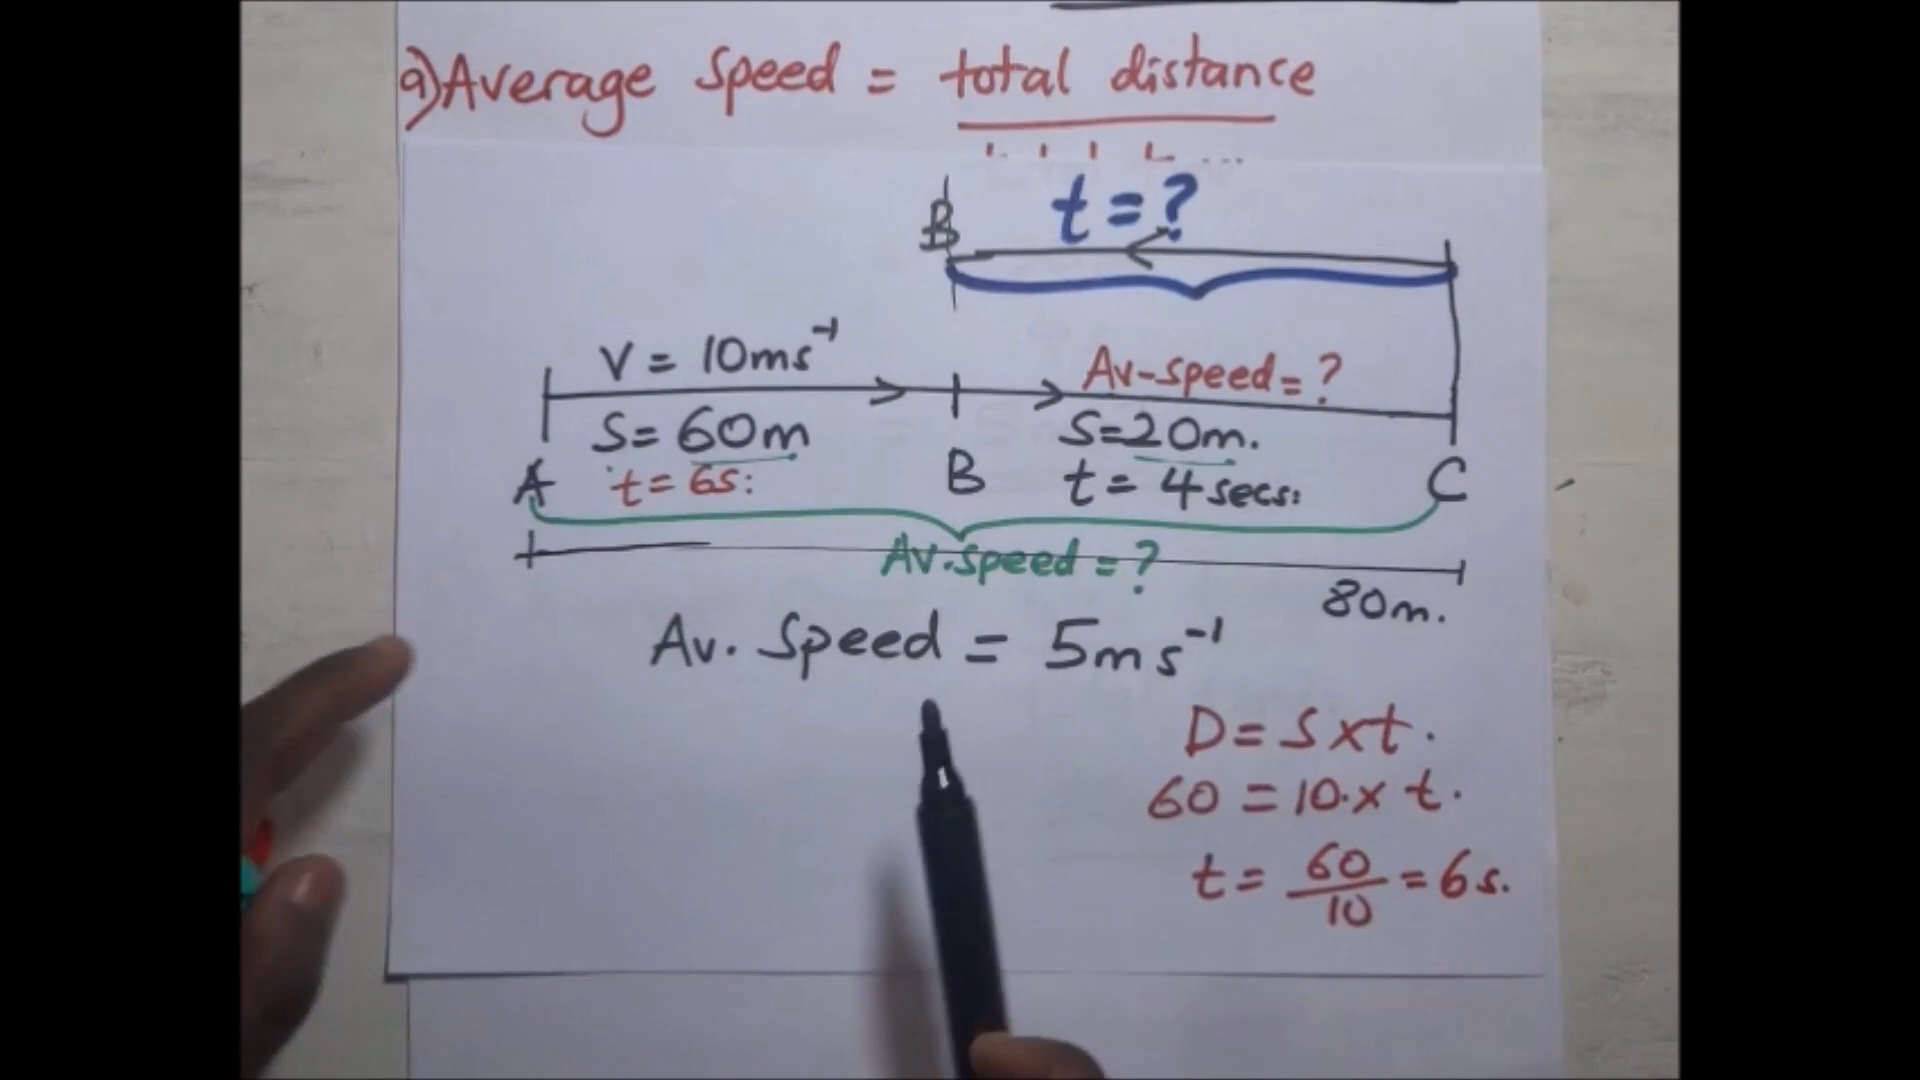 a) Average speed = total distance
t = ?
B
V = 10ms⁻¹
Av-speed = ?
S = 60m
S = 20m.
A
t = 6s:
B
t = 4 secs:
C
Av. speed = ?
80m.
Av. Speed = 5ms⁻¹
D = S x t.
60 = 10.x t.
t = 60/10 = 6s.